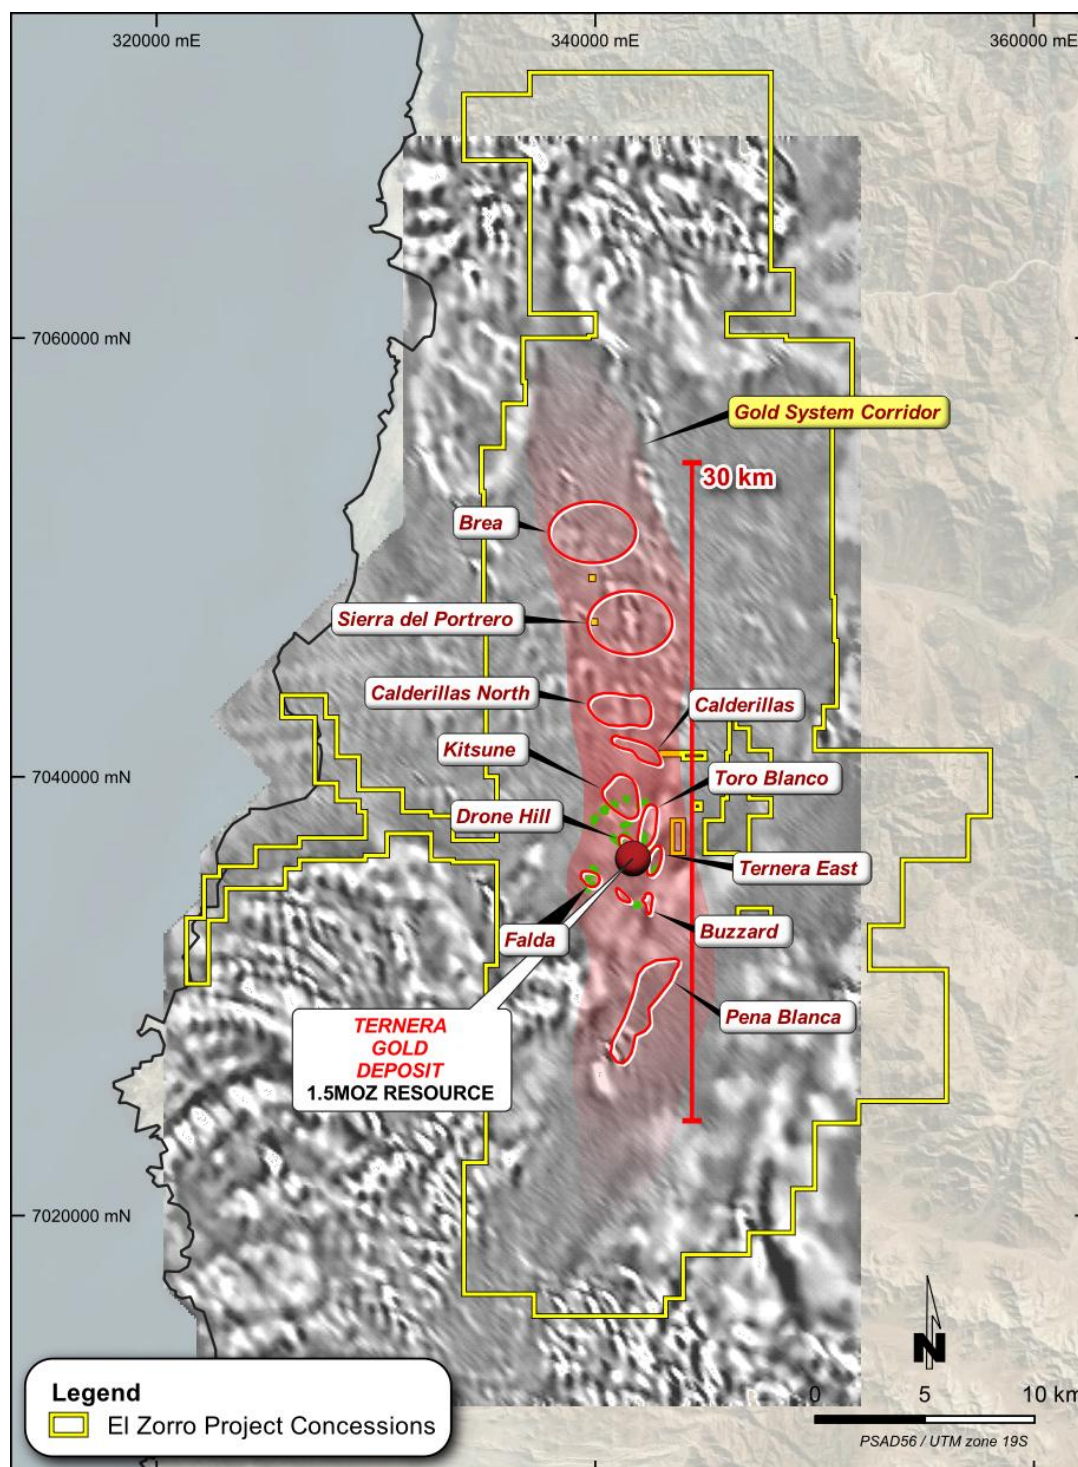 320000 mE
340000 mE
360000 mE
7060000 mN
Gold System Corridor
30 km
Brea
Sierra del Portrero
Calderillas North
Calderillas
Kitsune
7040000 mN
Toro Blanco
Drone Hill
Ternera East
Falda
Buzzard
Pena Blanca
TERNERA
GOLD
DEPOSIT
1.5MOZ RESOURCE
7020000 mN
N
Legend
El Zorro Project Concessions
0 5 10 km
PSAD56 / UTM zone 19S